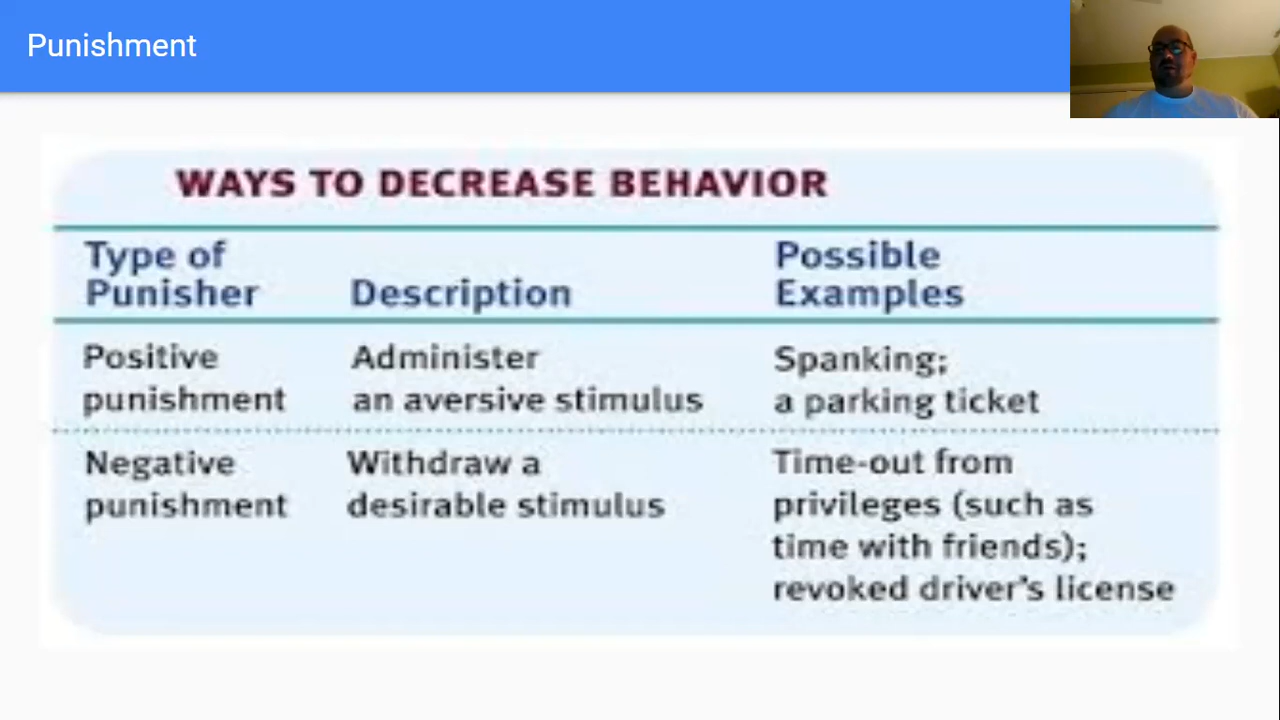 Punishment
WAYS TO DECREASE BEHAVIOR
Type of
Punisher
Description
Possible
Examples
Positive
punishment
Administer
an aversive stimulus
Spanking;
a parking ticket
Negative
punishment
Withdraw a
desirable stimulus
Time-out from
privileges (such as
time with friends);
revoked driver's license